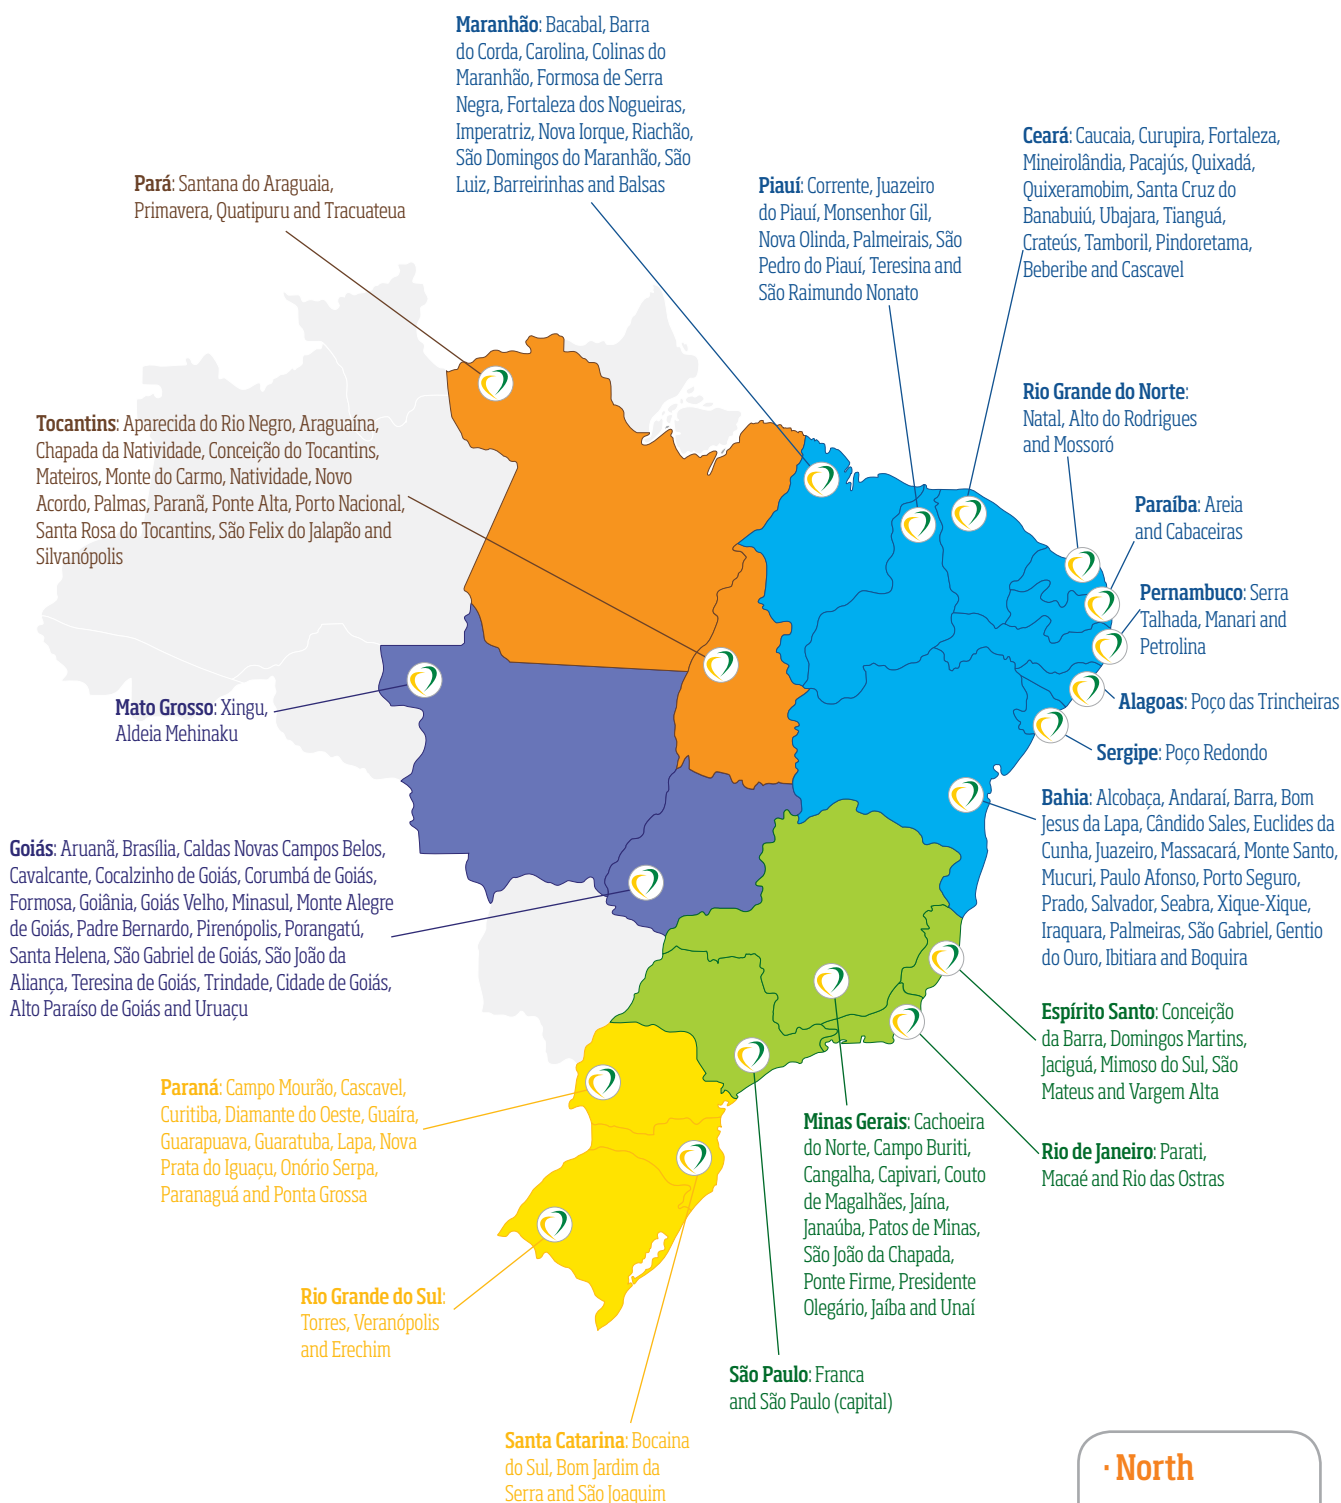 Maranhão: Bacabal, Barra
do Corda, Carolina, Colinas do
Maranhão, Formosa de Serra
Negra, Fortaleza dos Nogueiras,
Imperatriz, Nova Iorque, Riachão,
São Domingos do Maranhão, São
Luiz, Barreirinhas and Balsas
Pará: Santana do Araguaia,
Primavera, Quatipuru and Tracuateua
Piauí: Corrente, Juazeiro
do Piauí, Monsenhor Gil,
Nova Olinda, Palmeirais, São
Pedro do Piauí, Teresina and
São Raimundo Nonato
Ceará: Caucaia, Curupira, Fortaleza,
Mineirolândia, Pacajús, Quixadá,
Quixeramobim, Santa Cruz do
Banabuiú, Ubajara, Tianguá,
Crateús, Tamboril, Pindoretama,
Beberibe and Cascavel
Rio Grande do Norte:
Natal, Alto do Rodrigues
and Mossoró
Tocantins: Aparecida do Rio Negro, Araguaína,
Chapada da Natividade, Conceição do Tocantins,
Mateiros, Monte do Carmo, Natividade, Novo
Acordo, Palmas, Paranã, Ponte Alta, Porto Nacional,
Santa Rosa do Tocantins, São Felix do Jalapão and
Silvanópolis
Paraíba: Areia
and Cabaceiras
Pernambuco: Serra
Talhada, Manari and
Petrolina
Mato Grosso: Xingu,
Aldeia Mehinaku
Alagoas: Poço das Trincheiras
Sergipe: Poço Redondo
Bahia: Alcobaça, Andaraí, Barra, Bom
Jesus da Lapa, Cândido Sales, Euclides da
Cunha, Juazeiro, Massacará, Monte Santo,
Mucuri, Paulo Afonso, Porto Seguro,
Prado, Salvador, Seabra, Xique-Xique,
Iraquara, Palmeiras, São Gabriel, Gentio
do Ouro, Ibitiara and Boquira
Goiás: Aruanã, Brasília, Caldas Novas Campos Belos,
Cavalcante, Cocalzinho de Goiás, Corumbá de Goiás,
Formosa, Goiânia, Goiás Velho, Minasul, Monte Alegre
de Goiás, Padre Bernardo, Pirenópolis, Porangatú,
Santa Helena, São Gabriel de Goiás, São João da
Aliança, Teresina de Goiás, Trindade, Cidade de Goiás,
Alto Paraíso de Goiás and Uruaçu
Espírito Santo: Conceição
da Barra, Domingos Martins,
Jaciguá, Mimoso do Sul, São
Mateus and Vargem Alta
Paraná: Campo Mourão, Cascavel,
Curitiba, Diamante do Oeste, Guaíra,
Guarapuava, Guaratuba, Lapa, Nova
Prata do Iguaçu, Onório Serpa,
Paranaguá and Ponta Grossa
Minas Gerais: Cachoeira
do Norte, Campo Buriti,
Cangalha, Capivari, Couto
de Magalhães, Jaína,
Janaúba, Patos de Minas,
São João da Chapada,
Ponte Firme, Presidente
Olegário, Jaíba and Unaí
Rio de Janeiro: Parati,
Macaé and Rio das Ostras
Rio Grande do Sul:
Torres, Veranópolis
and Erechim
São Paulo: Franca
and São Paulo (capital)
Santa Catarina: Bocaina
do Sul, Bom Jardim da
Serra and São Joaquim
· North